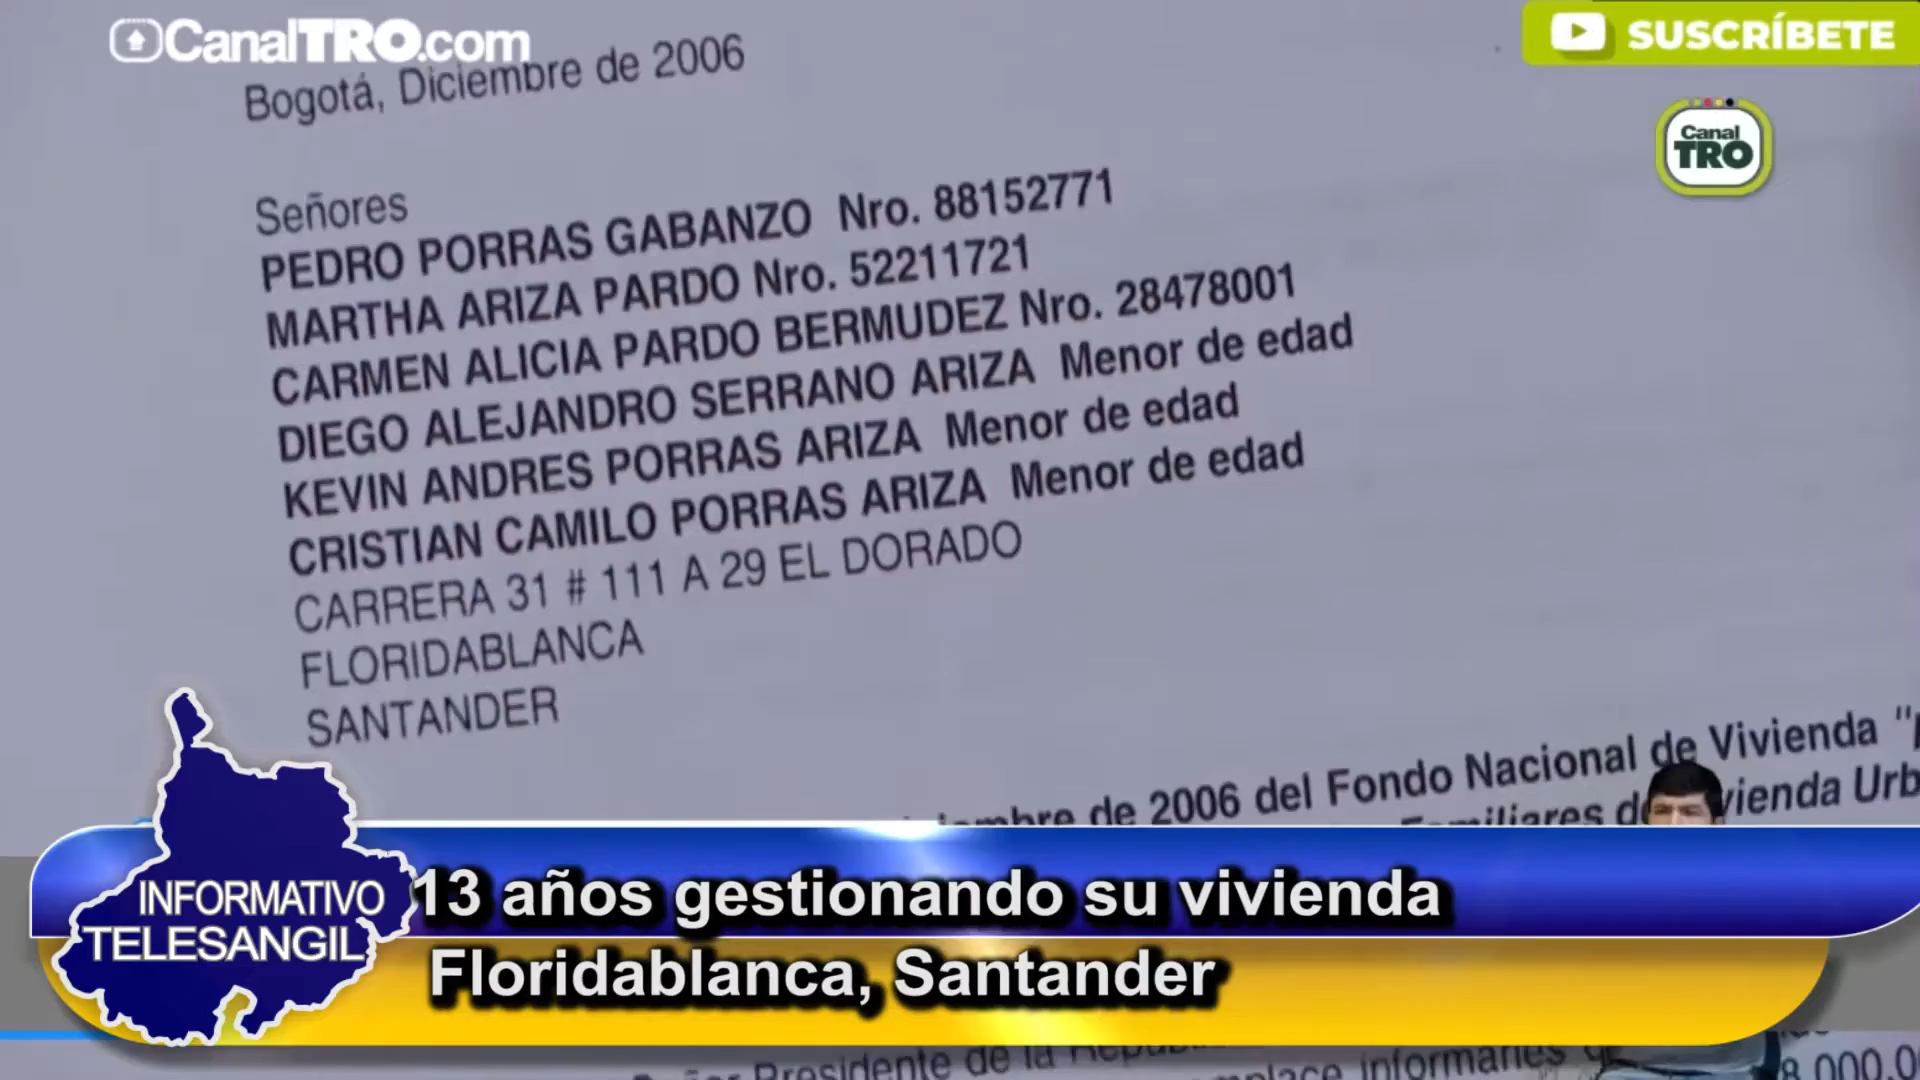 CanalTRO.com
SUSCRÍBETE
Canal
TRO
Bogotá, Diciembre de 2006
Señores
PEDRO PORRAS GABANZO Nro. 88152771
MARTHA ARIZA PARDO Nro. 52211721
CARMEN ALICIA PARDO BERMUDEZ Nro. 28478001
DIEGO ALEJANDRO SERRANO ARIZA Menor de edad
KEVIN ANDRES PORRAS ARIZA Menor de edad
CRISTIAN CAMILO PORRAS ARIZA Menor de edad
CARRERA 31 # 111 A 29 EL DORADO
FLORIDABLANCA
SANTANDER
de 2006 del Fondo Nacional de Vivienda
Familiares
INFORMATIVO
TELESANGIL
13 años gestionando su vivienda
Floridablanca, Santander
Presidente de la
informarles